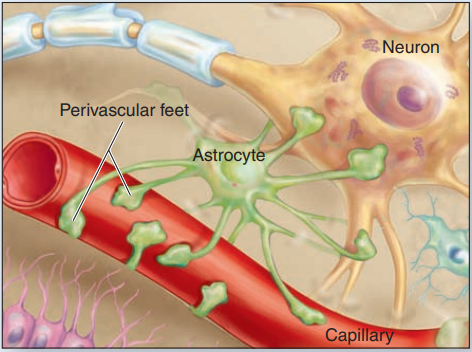 Neuron
Perivascular feet
Astrocyte
Capillary